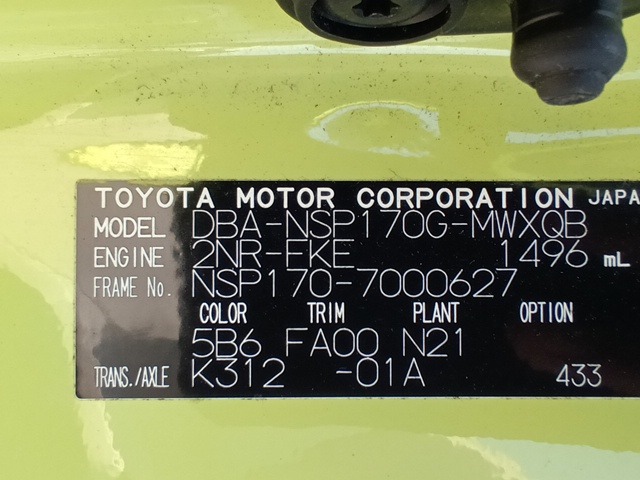 TOYOTA MOTOR CORPORATION JAPA
MODEL DBA-NSP170G-MWXQB
ENGINE 2NR-FKE 1496 mL
FRAME No. NSP170-7000627
COLOR TRIM PLANT OPTION
5B6 FA00 N21
TRANS./AXLE K312 -01A 433